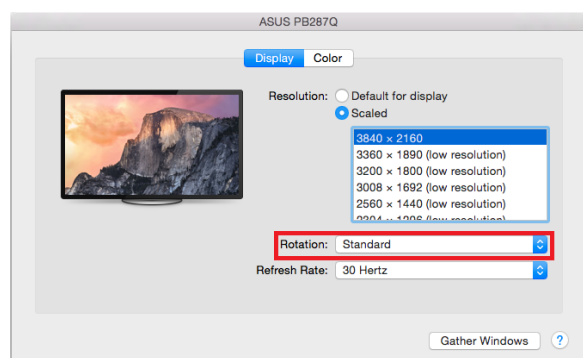 ASUS PB287Q
Display Color
Resolution: Default for display
Scaled
3840 × 2160
3360 × 1890 (low resolution)
3200 × 1800 (low resolution)
3008 × 1692 (low resolution)
2560 × 1440 (low resolution)
Rotation: Standard
Refresh Rate: 30 Hertz
Gather Windows ?